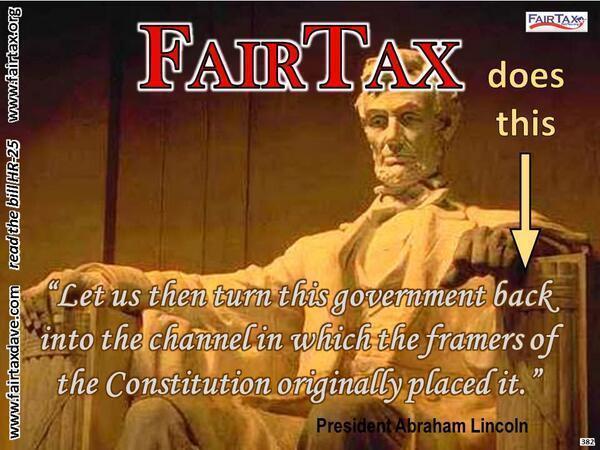 FAIRTAX
FAIRTAX
does
this
www.fairtaxdave.com read the bill HR-25 www.fairtax.org
“Let us then turn this government back
into the channel in which the framers of
the Constitution originally placed it.”
President Abraham Lincoln
382